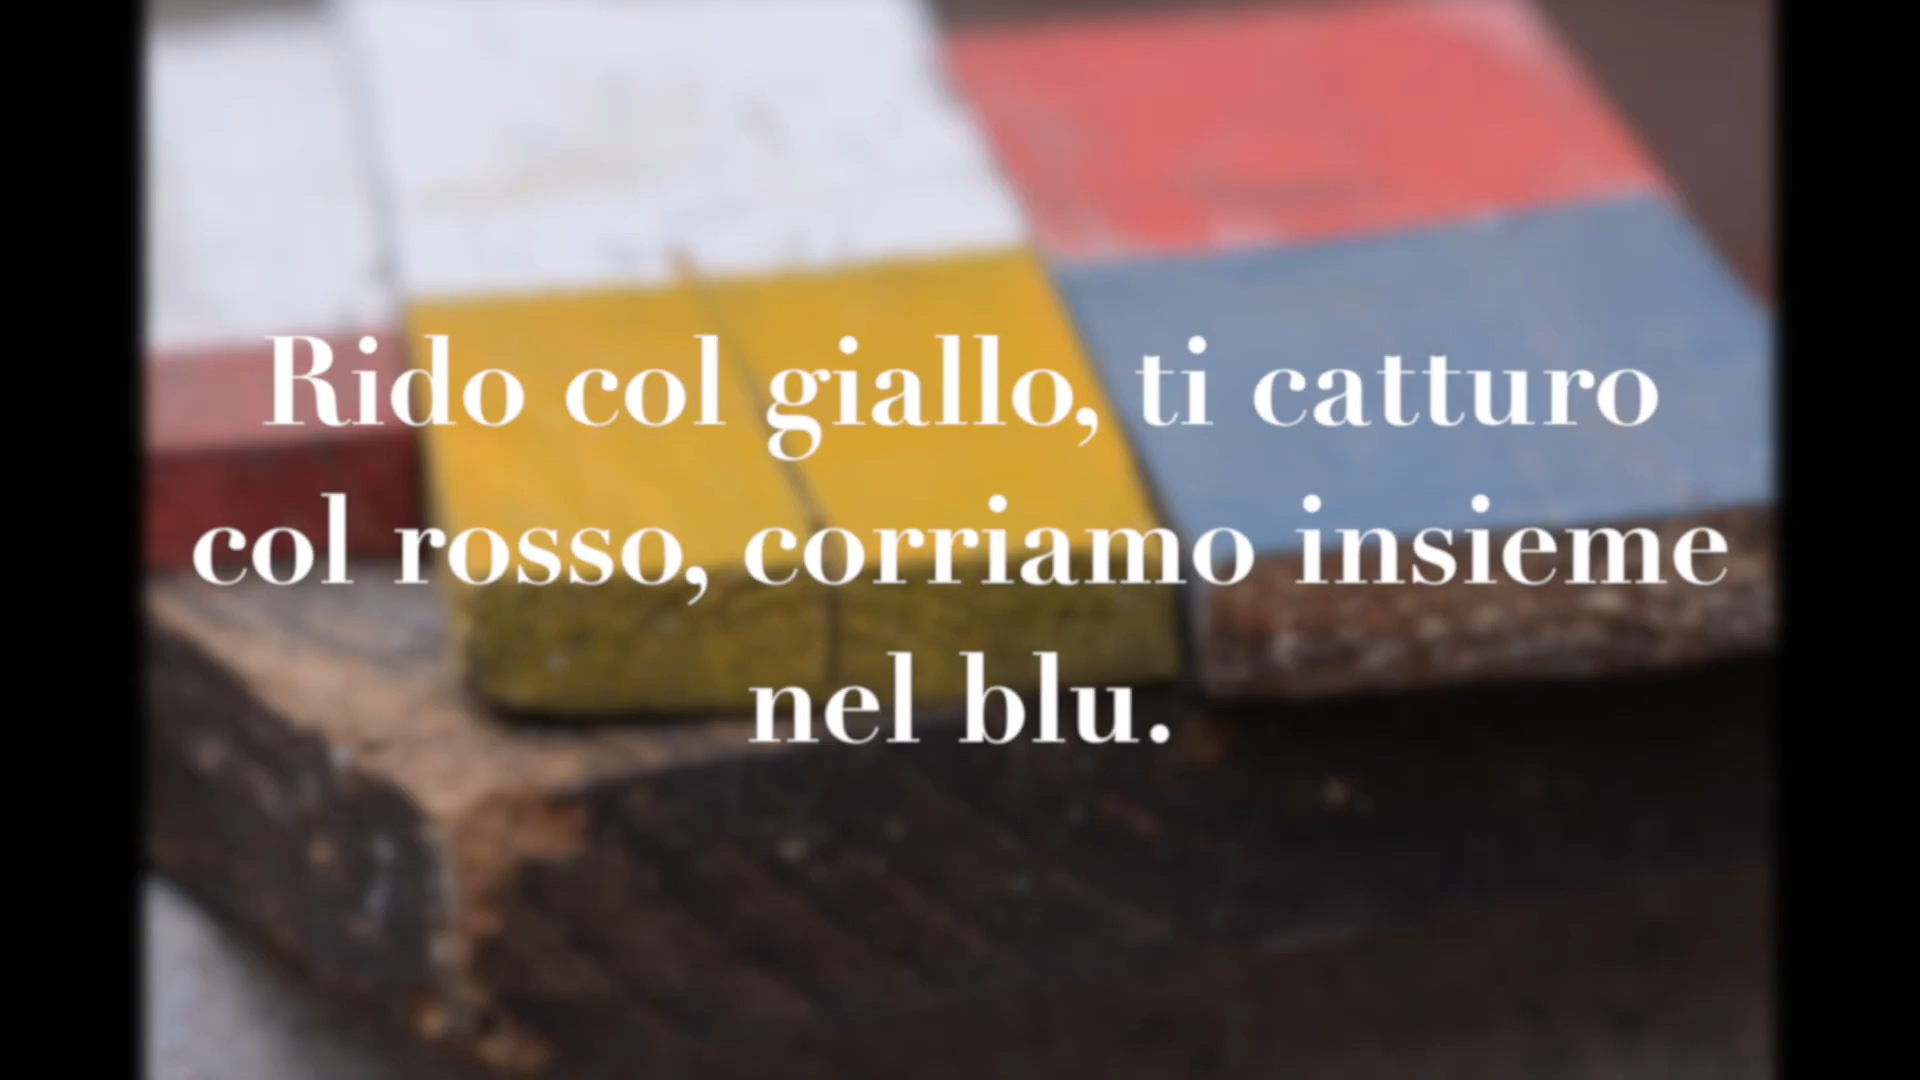 Rido col giallo, ti catturo
col rosso, corriamo insieme
nel blu.